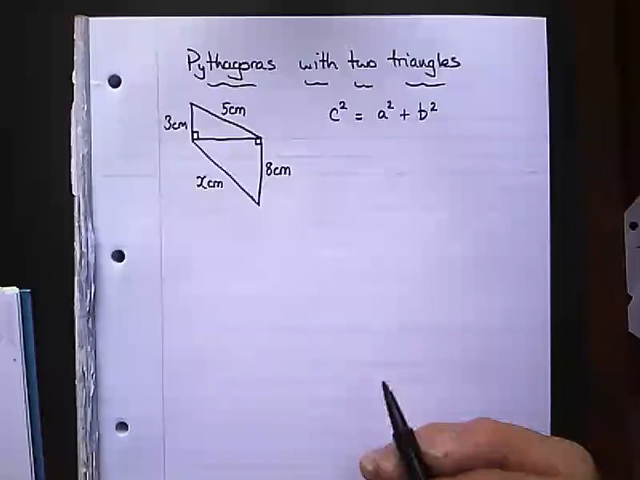 Pythagoras with two triangles
5cm
c² = a² + b²
3cm
8cm
xcm